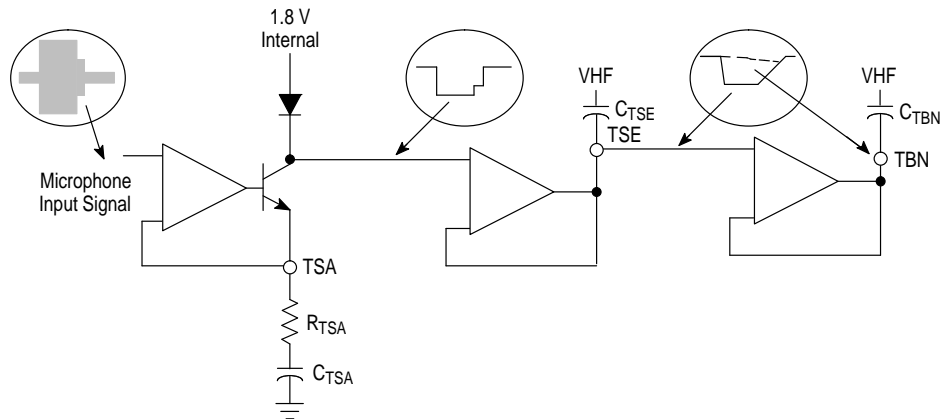 1.8 V
Internal
VHF
CTSE
TSE
VHF
CTBN
TBN
Microphone
Input Signal
TSA
RTSA
CTSA